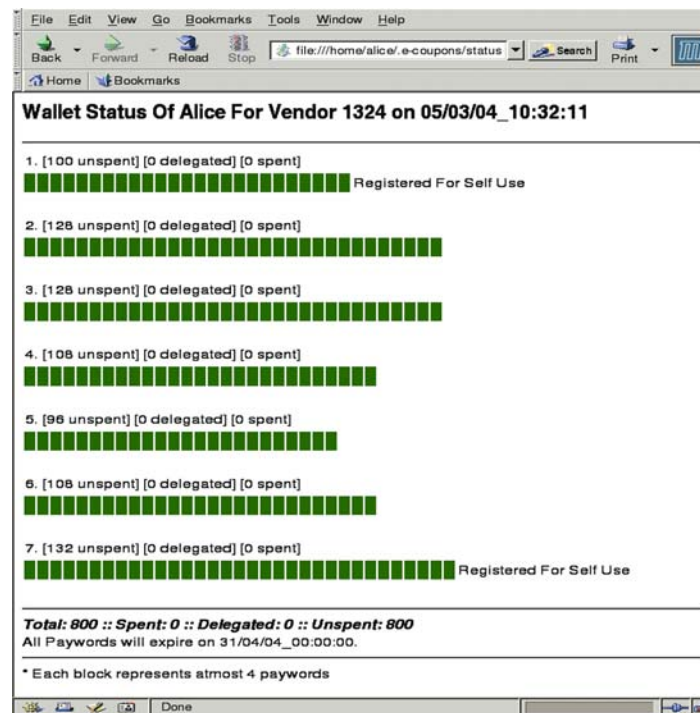 File Edit View Go Bookmarks Tools Window Help
Back Forward Reload Stop file:///home/alice/.e-coupons/status Search Print
Home Bookmarks
Wallet Status Of Alice For Vendor 1324 on 05/03/04_10:32:11
1. [100 unspent] [0 delegated] [0 spent]
Registered For Self Use
2. [128 unspent] [0 delegated] [0 spent]
3. [128 unspent] [0 delegated] [0 spent]
4. [108 unspent] [0 delegated] [0 spent]
5. [96 unspent] [0 delegated] [0 spent]
6. [108 unspent] [0 delegated] [0 spent]
7. [132 unspent] [0 delegated] [0 spent]
Registered For Self Use
Total: 800 :: Spent: 0 :: Delegated: 0 :: Unspent: 800
All Paywords will expire on 31/04/04_00:00:00.
* Each block represents atmost 4 paywords
Done